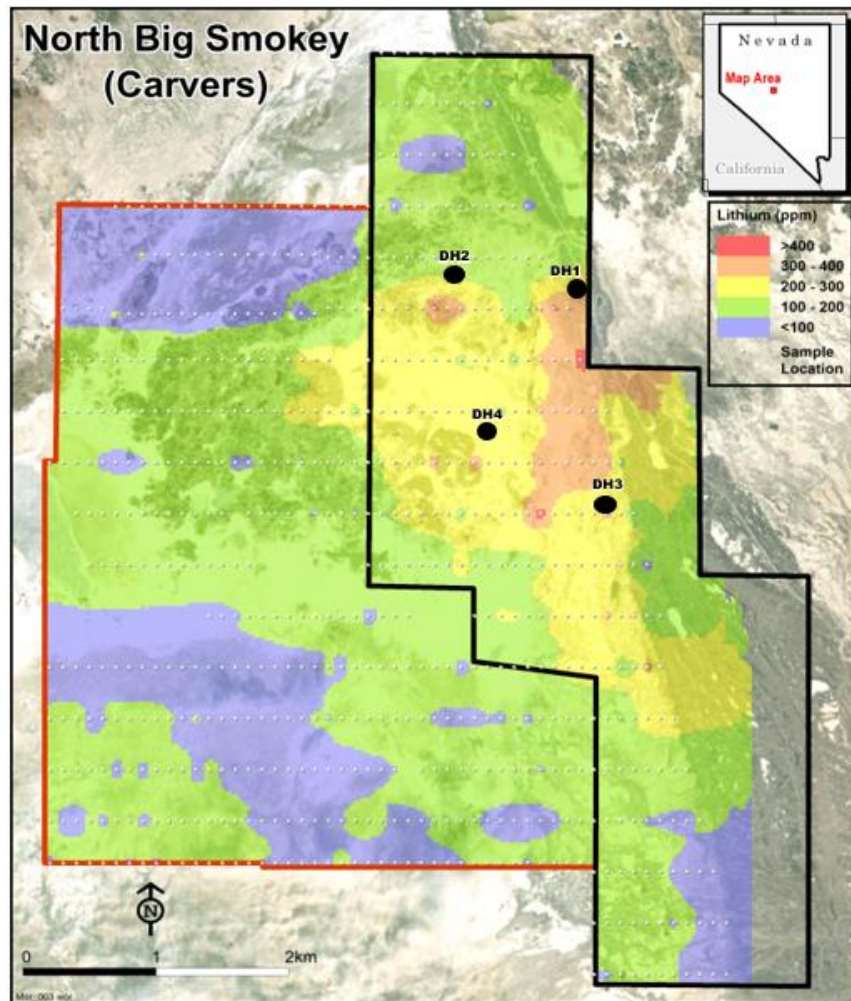 North Big Smokey
(Carvers)
Nevada
Map Area
California
Lithium (ppm)
>400
300 - 400
200 - 300
100 - 200
<100
Sample
Location
DH2
DH1
DH4
DH3
N
0 1 2km